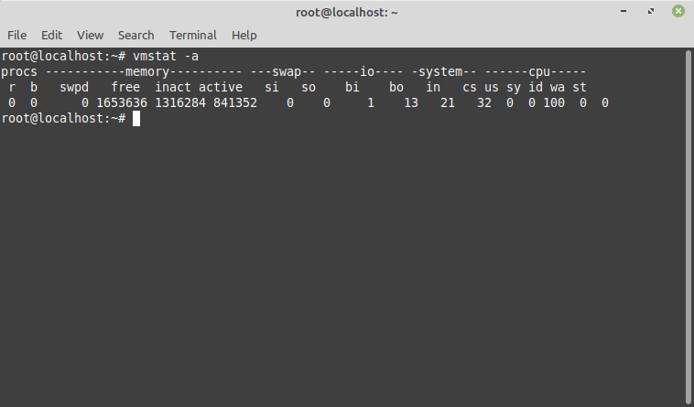 root@localhost: ~
File Edit View Search Terminal Help
root@localhost:~# vmstat -a
procs -----------memory---------- ---swap-- -----io---- -system-- ------cpu-----
 r  b   swpd   free  inact active   si   so    bi    bo   in   cs us sy id wa st
 0  0      0 1653636 1316284 841352    0    0     1    13   21   32  0  0 100  0  0
root@localhost:~#